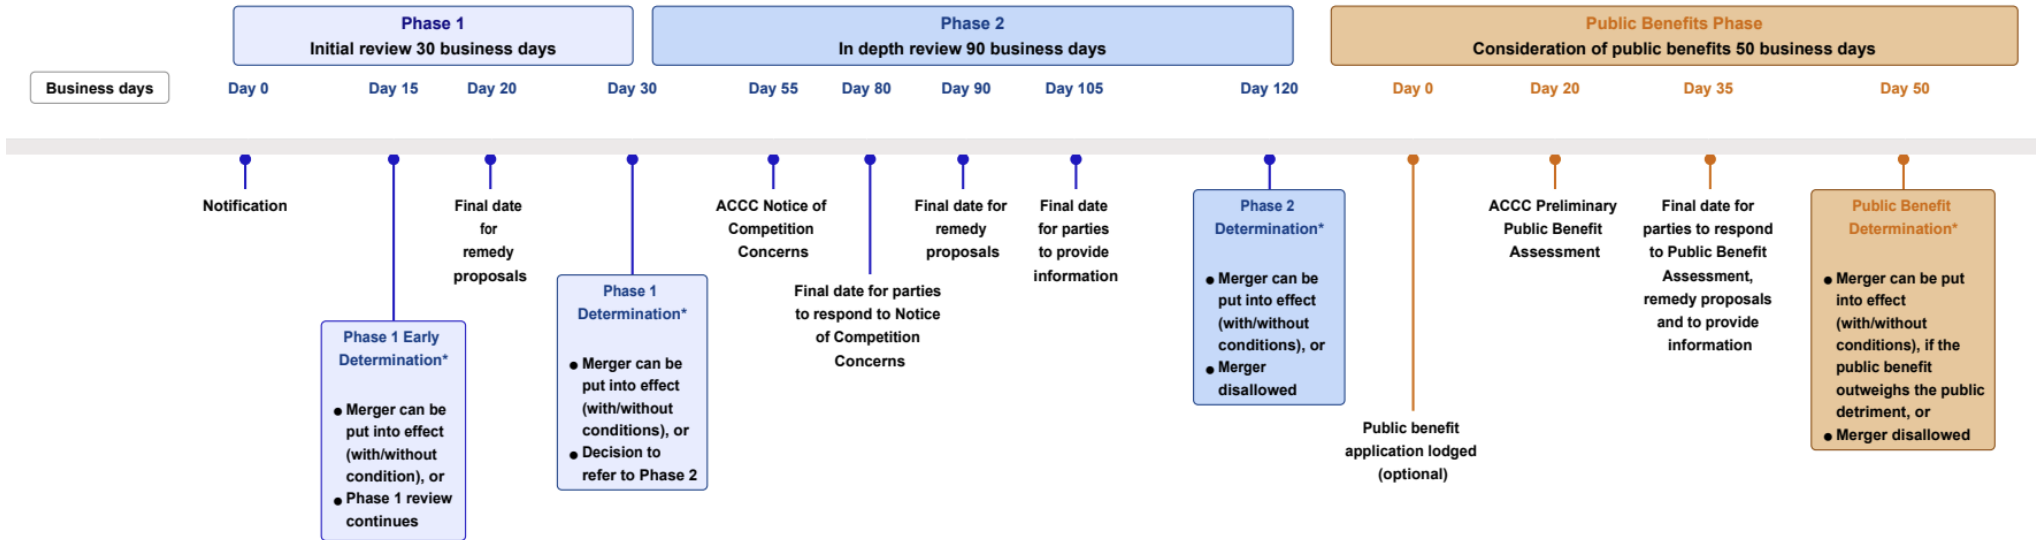 Phase 1
Initial review 30 business days
Phase 2
In depth review 90 business days
Public Benefits Phase
Consideration of public benefits 50 business days
Business days
Day 0
Day 15
Day 20
Day 30
Day 55
Day 80
Day 90
Day 105
Day 120
Day 0
Day 20
Day 35
Day 50
Notification
Phase 1 Early
Determination*
● Merger can be
put into effect
(with/without
condition), or
● Phase 1 review
continues
Final date
for
remedy
proposals
Phase 1
Determination*
● Merger can be
put into effect
(with/without
conditions), or
● Decision to
refer to Phase 2
ACCC Notice of
Competition
Concerns
Final date for parties
to respond to Notice
of Competition
Concerns
Final date for
remedy
proposals
Final date
for parties
to provide
information
Phase 2
Determination*
● Merger can be
put into effect
(with/without
conditions), or
● Merger
disallowed
Public benefit
application lodged
(optional)
ACCC Preliminary
Public Benefit
Assessment
Final date for
parties to respond
to Public Benefit
Assessment,
remedy proposals
and to provide
information
Public Benefit
Determination*
● Merger can be put
into effect
(with/without
conditions), if the
public benefit
outweighs the public
detriment, or
● Merger disallowed